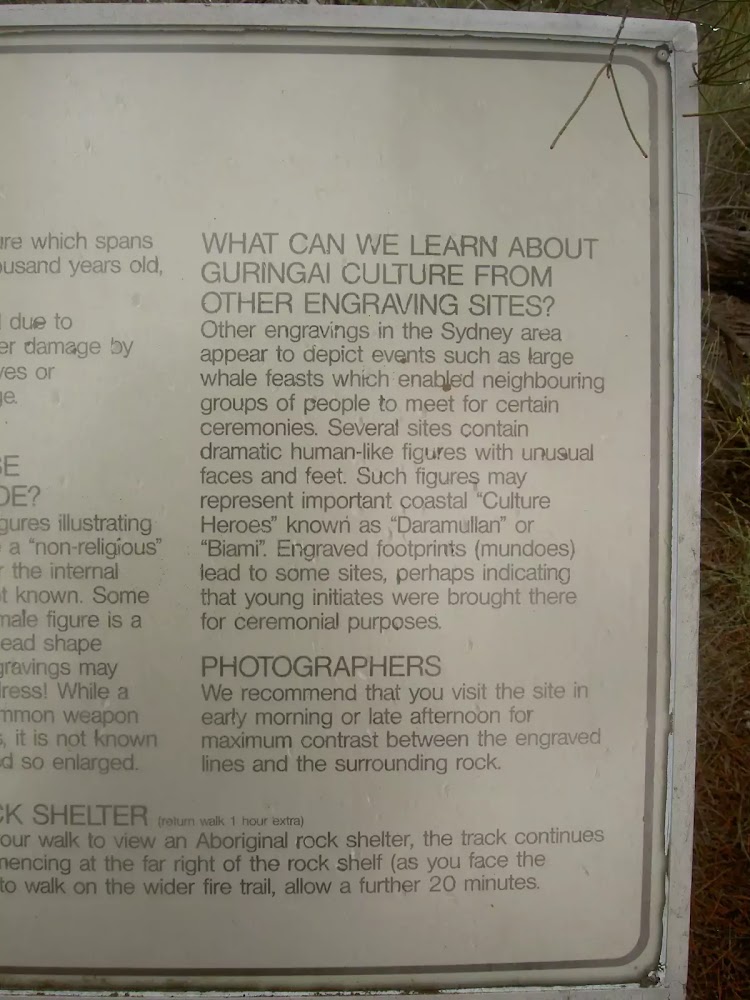 ure which spans
ousand years old,
due to
er damage by
ves or
ge.
SE
DE?
gures illustrating
a “non-religious”
r the internal
t known. Some
male figure is a
ead shape
gravings may
dress! While a
mmon weapon
s, it is not known
d so enlarged.
WHAT CAN WE LEARN ABOUT
GURINGAI CULTURE FROM
OTHER ENGRAVING SITES?
Other engravings in the Sydney area
appear to depict events such as large
whale feasts which enabled neighbouring
groups of people to meet for certain
ceremonies. Several sites contain
dramatic human-like figures with unusual
faces and feet. Such figures may
represent important coastal “Culture
Heroes” known as “Daramullan” or
“Biami”. Engraved footprints (mundoes)
lead to some sites, perhaps indicating
that young initiates were brought there
for ceremonial purposes.
PHOTOGRAPHERS
We recommend that you visit the site in
early morning or late afternoon for
maximum contrast between the engraved
lines and the surrounding rock.
CK SHELTER (return walk 1 hour extra)
our walk to view an Aboriginal rock shelter, the track continues
mencing at the far right of the rock shelf (as you face the
to walk on the wider fire trail, allow a further 20 minutes.